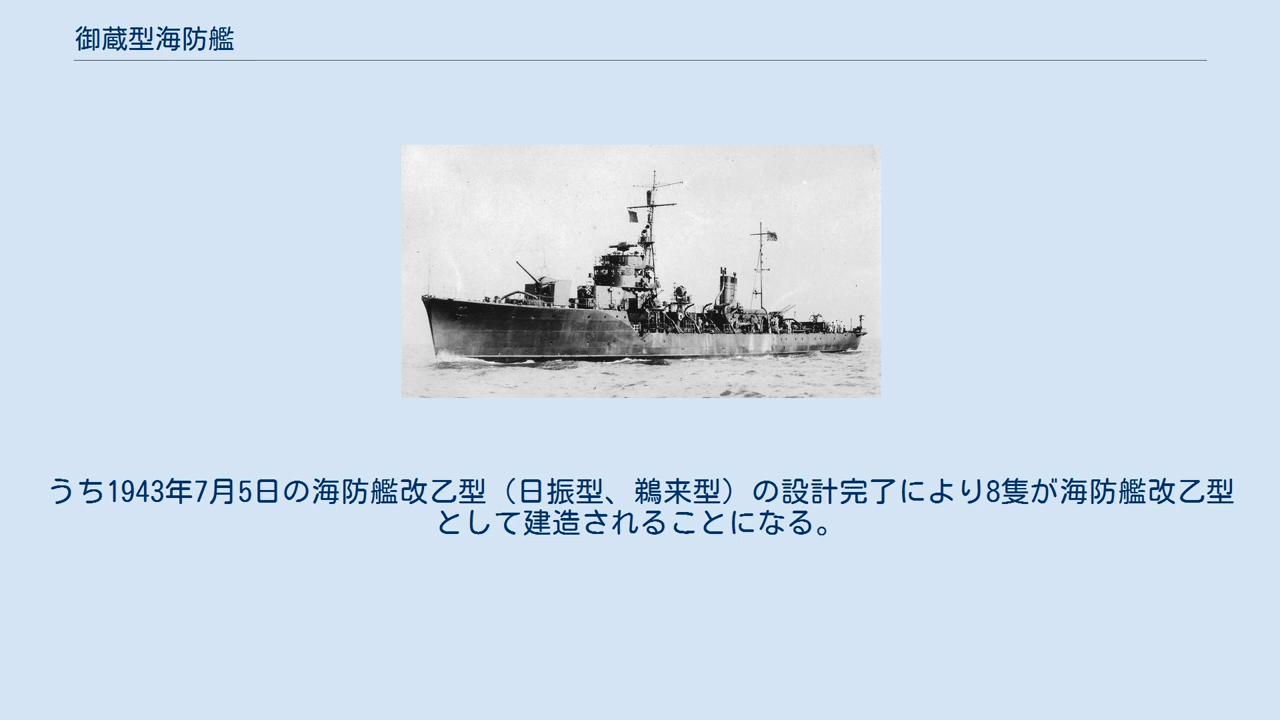 御蔵型海防艦
うち1943年7月5日の海防艦改乙型（日振型、鵜来型）の設計完了により8隻が海防艦改乙型
として建造されることになる。